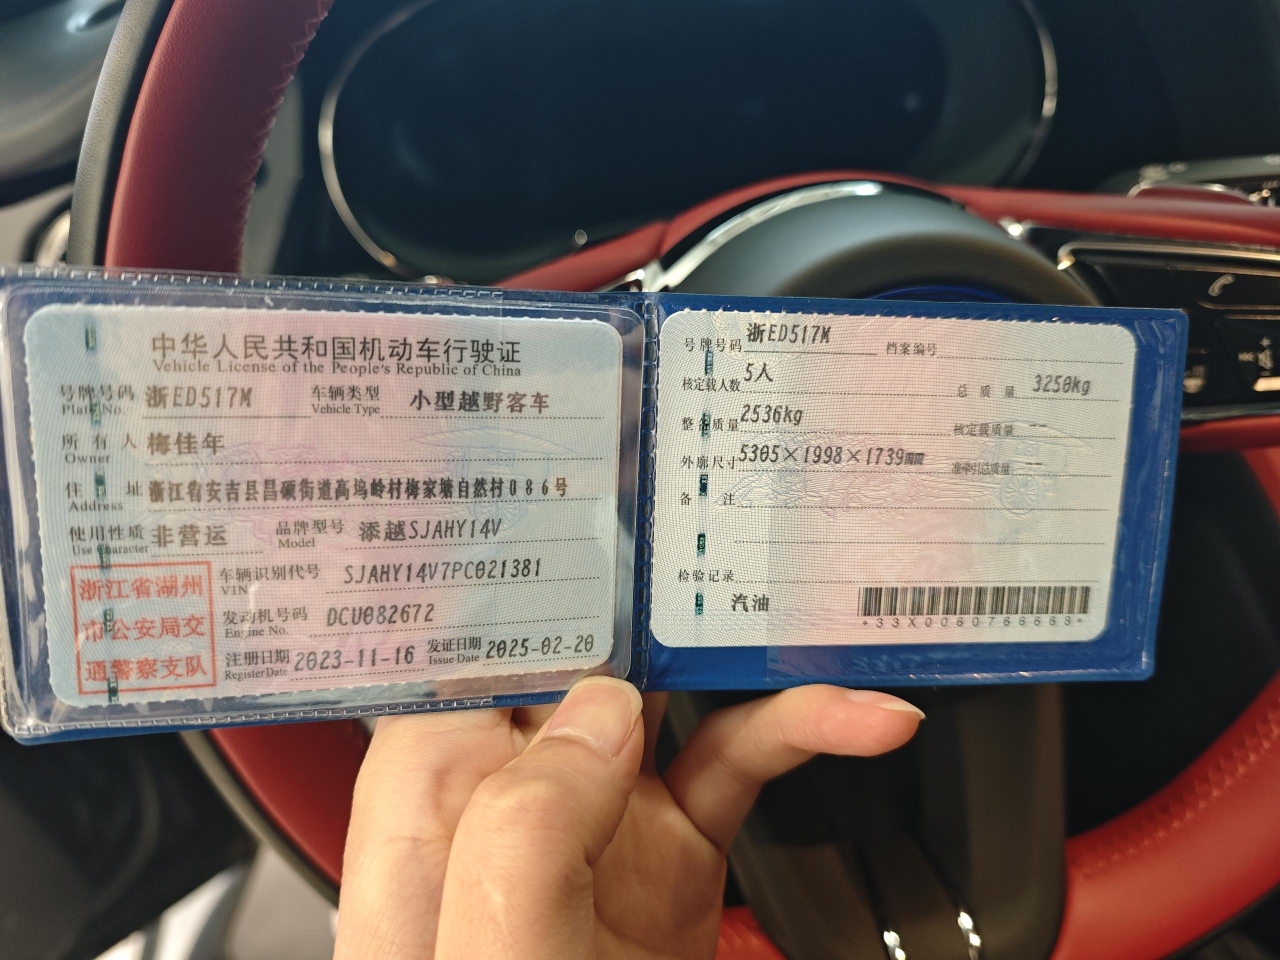 中华人民共和国机动车行驶证
Vehicle License of the People's Republic of China
号牌号码 浙ED517M 车辆类型 小型越野客车
Plate No. Vehicle Type
所有人 梅佳年
Owner
住址 浙江省安吉县昌硕街道高坞岭村梅家塘自然村086号
Address
使用性质 非营运 品牌型号 添越SJAHY14V
Use Character Model
浙江省湖州
市公安局交
通警察支队
车辆识别代号 SJAHY14V7PC021381
VIN
发动机号码 DCU082672
Engine No.
注册日期 2023-11-16 发证日期 2025-02-20
Register Date Issue Date
号牌号码 浙ED517M 档案编号
核定载人数 5人 总质量 3250kg
整备质量 2536kg 核定载质量 --
外廓尺寸 5305×1998×1739mm 准牵引总质量 --
备注
检验记录
汽油
*33X0060766668*